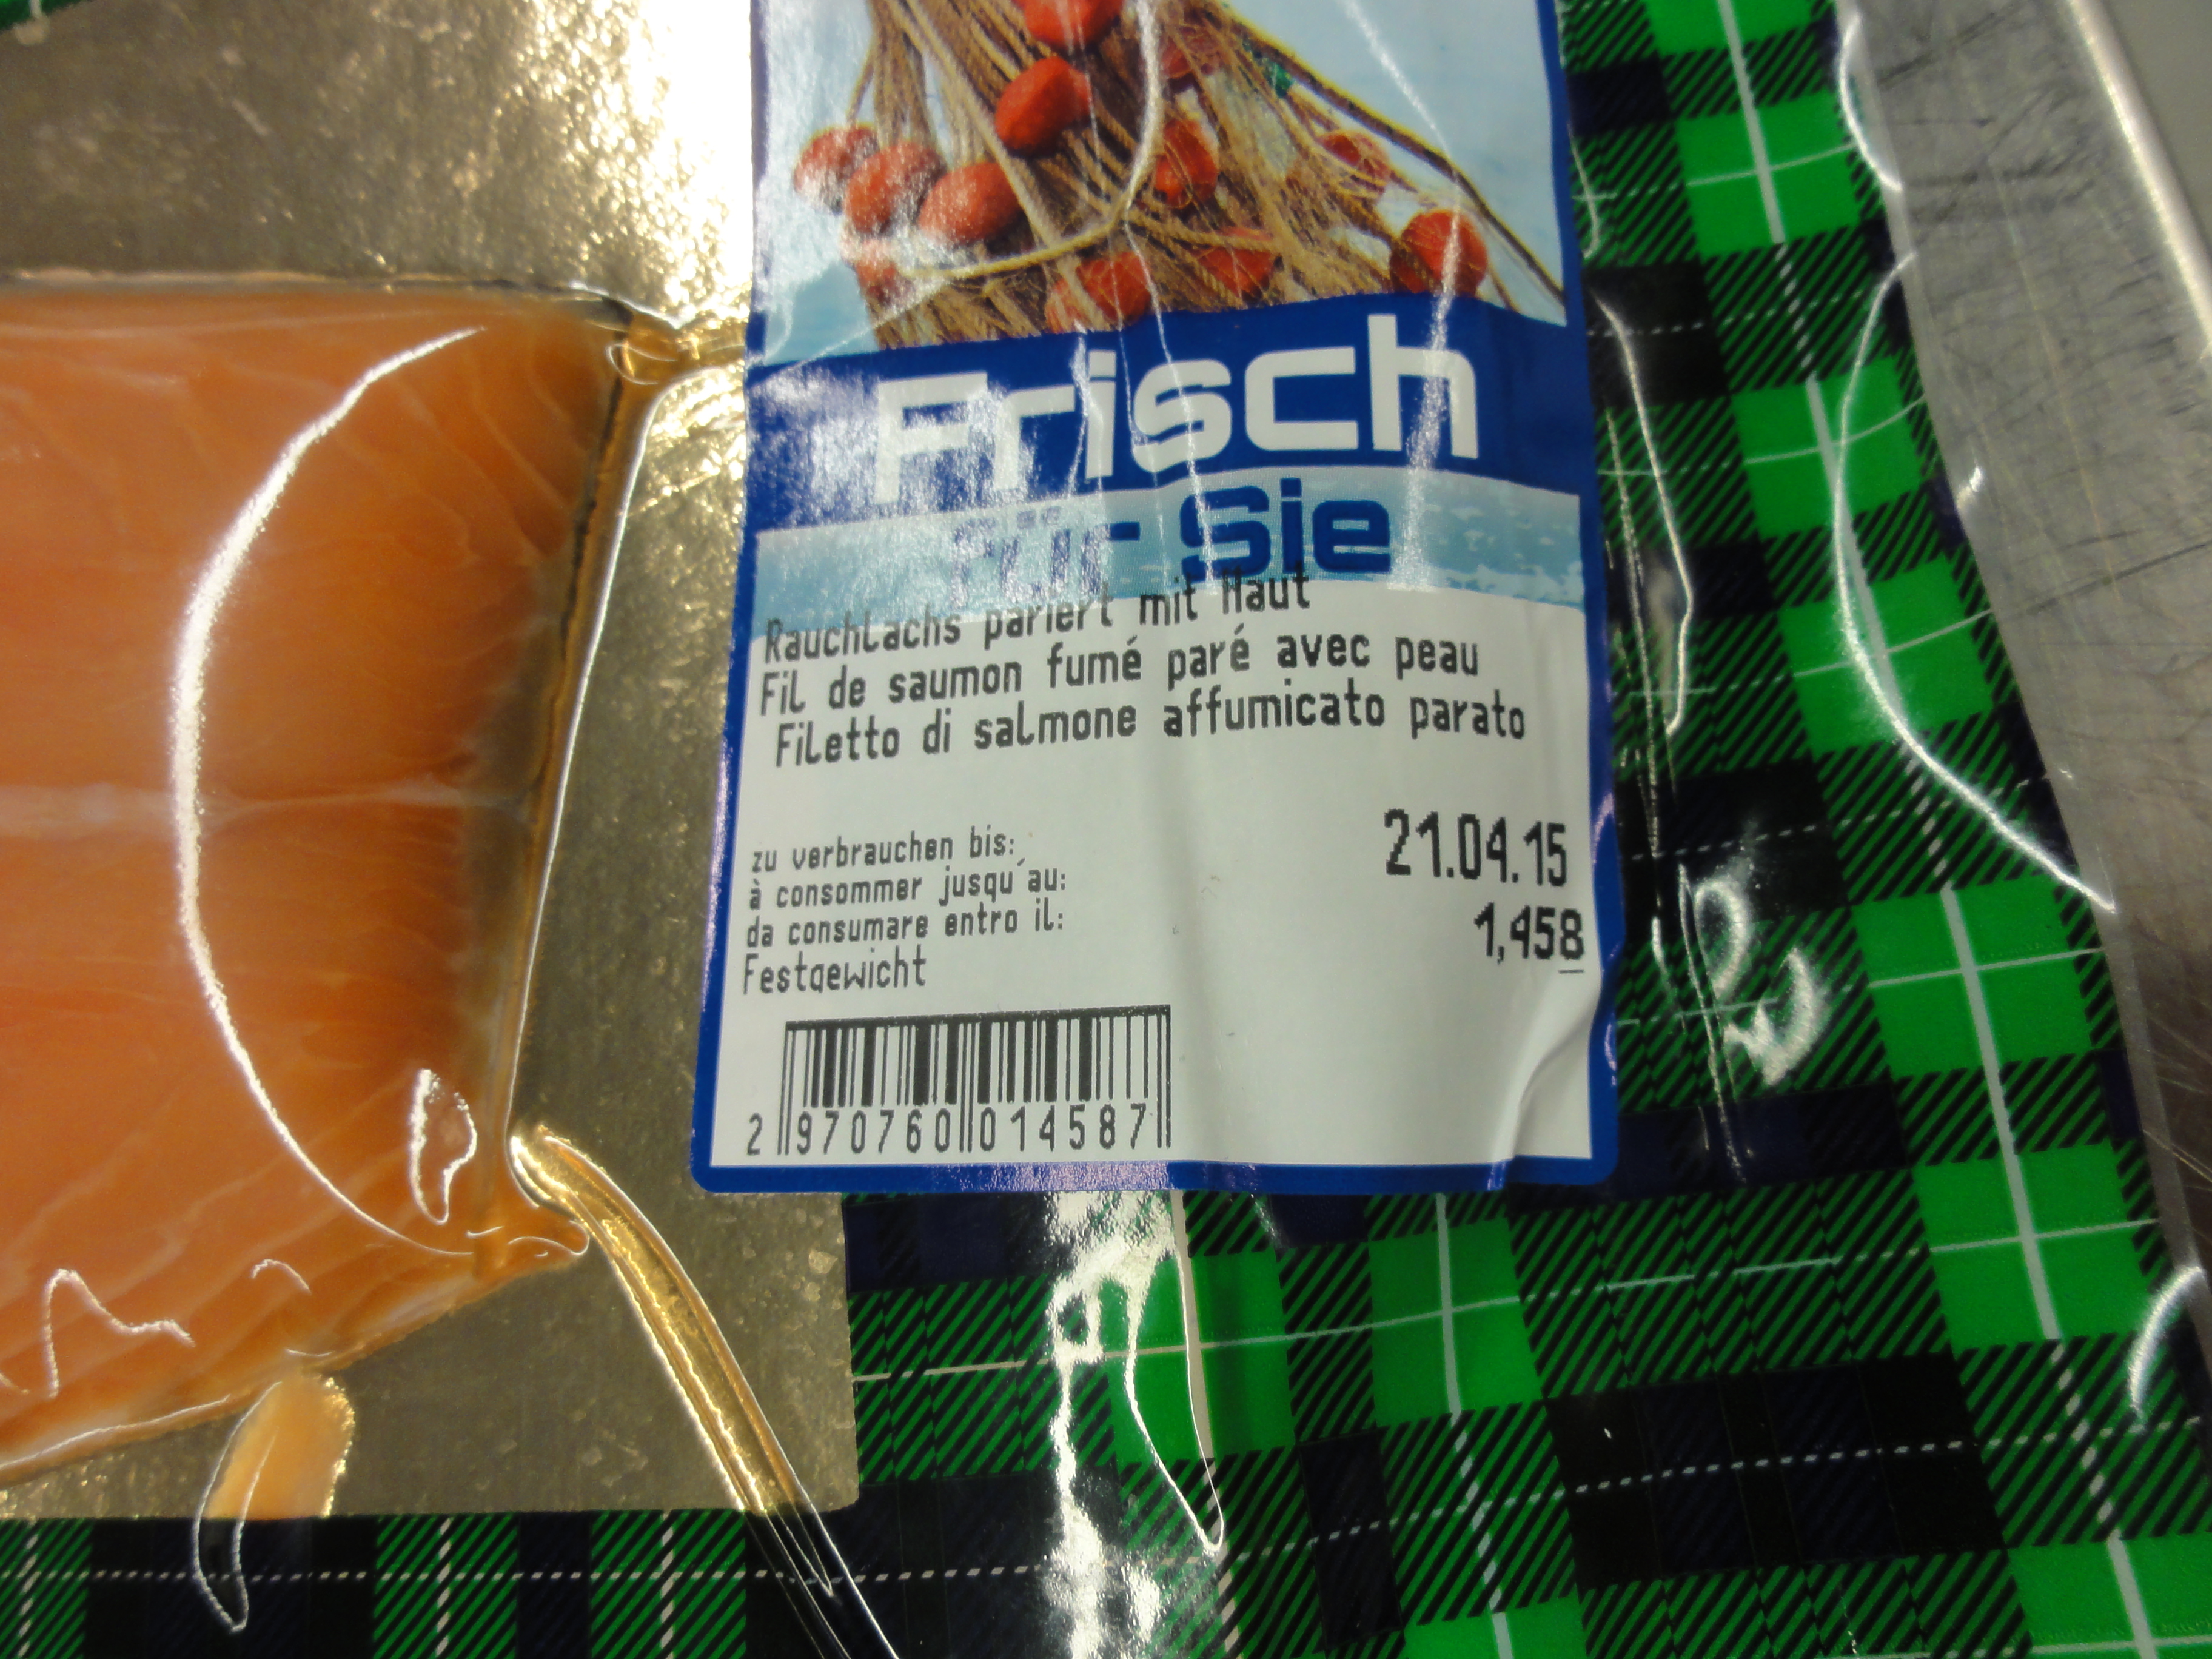 Frisch
für Sie
Rauchlachs pariert mit Haut
Fil de saumon fumé paré avec peau
Filetto di salmone affumicato parato
zu verbrauchen bis:
à consommer jusqu'au:
da consumare entro il:
21.04.15
Festgewicht
1,458
2 970760 014587